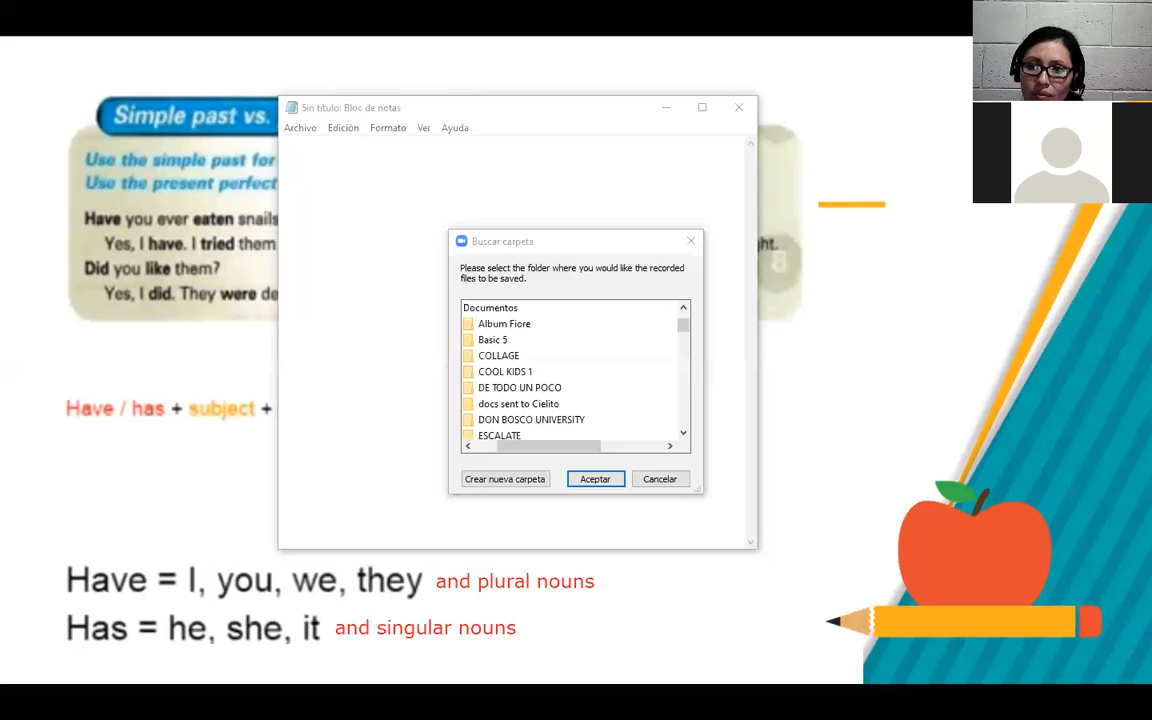 Simple past vs.
Use the simple past for
Use the present perfect
Have you ever eaten snails
Yes, I have. I tried them
ght.
Did you like them?
Yes, I did. They were de
Sin título: Bloc de notas
Archivo Edición Formato Ver Ayuda
Buscar carpeta
Please select the folder where you would like the recorded
files to be saved.
Documentos
Album Fiore
Basic 5
COLLAGE
COOL KIDS 1
DE TODO UN POCO
docs sent to Cielito
DON BOSCO UNIVERSITY
ESCALATE
Crear nueva carpeta Aceptar Cancelar
Have / has + subject +
Have = I, you, we, they and plural nouns
Has = he, she, it and singular nouns